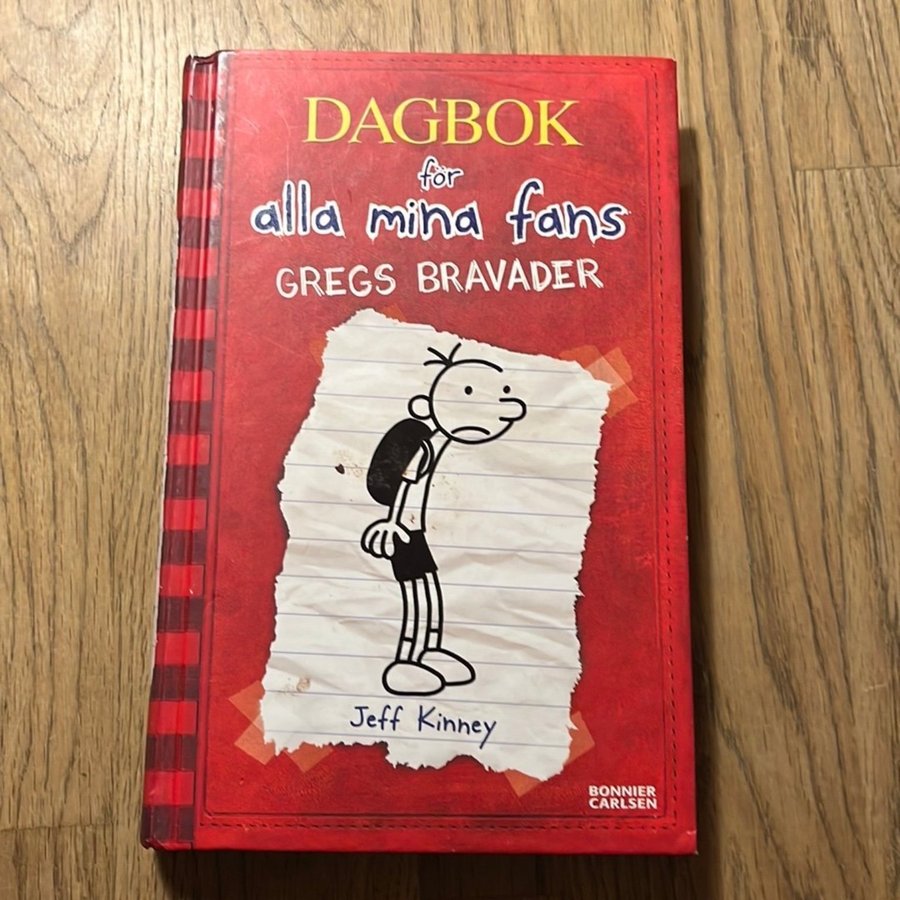 DAGBOK
för
alla mina fans
GREGS BRAVADER
Jeff Kinney
BONNIER
CARLSEN